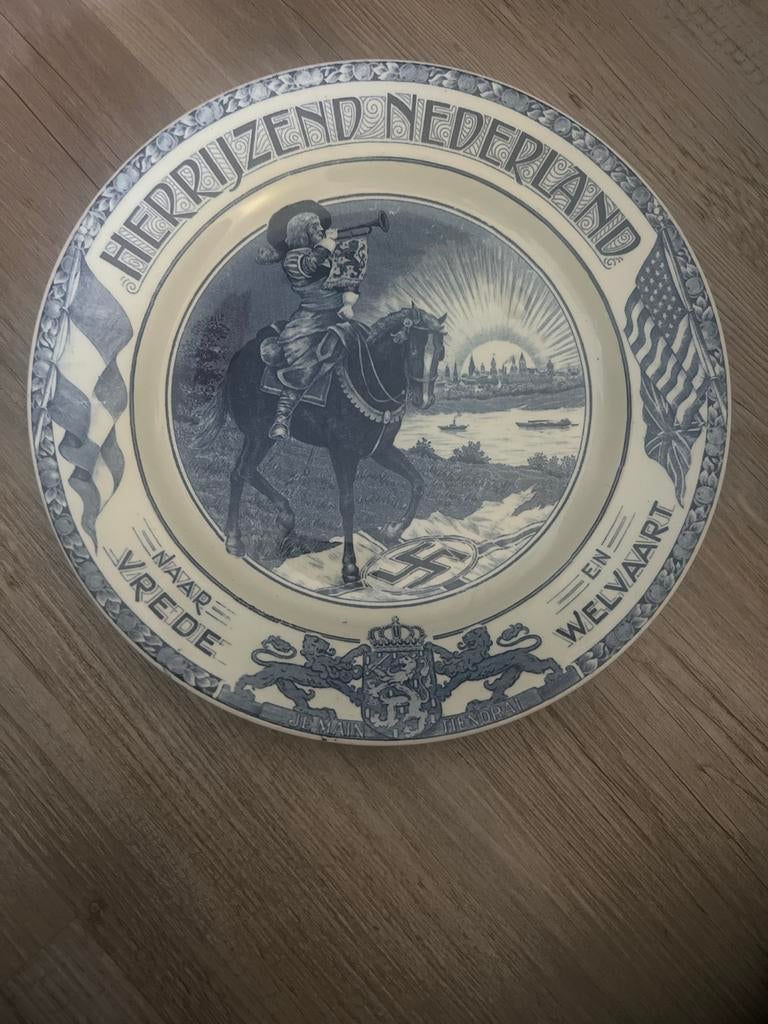 HERRIJZEND NEDERLAND
NAAR
VREDE
EN
WELVAART
JE MAIN TIENDRAI